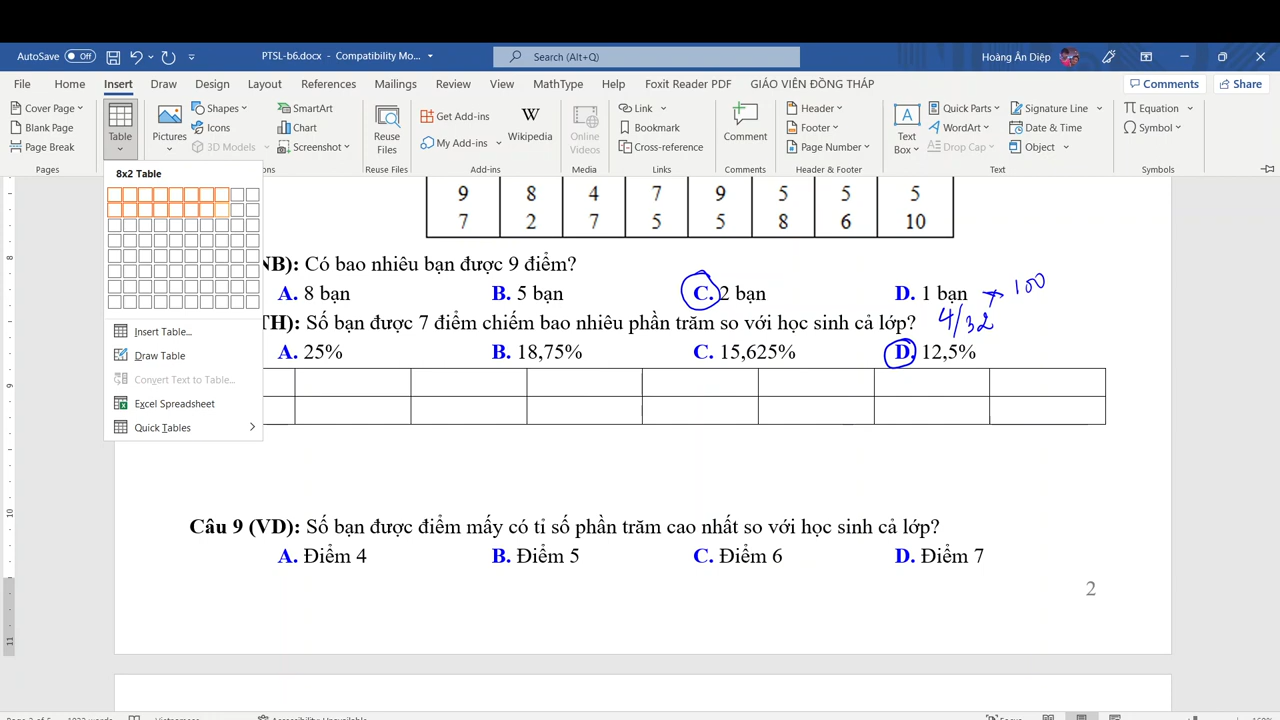 AutoSave Off PTSL-b6.docx - Compatibility Mo... Search (Alt+Q) Hoàng Ân Diệp
File Home Insert Draw Design Layout References Mailings Review View MathType Help Foxit Reader PDF GIÁO VIÊN ĐỒNG THÁP Comments Share
Cover Page
Blank Page
Page Break
Pages
Table
Pictures
Shapes
Icons
3D Models
SmartArt
Chart
Screenshot
ons
Reuse Files
Reuse Files
Get Add-ins
My Add-ins
Wikipedia
Add-ins
Online Videos
Media
Link
Bookmark
Cross-reference
Links
Comment
Comments
Header
Footer
Page Number
Header & Footer
Text Box
Quick Parts
WordArt
Drop Cap
Signature Line
Date & Time
Object
Text
Equation
Symbol
Symbols
8x2 Table
Insert Table...
Draw Table
Convert Text to Table...
Excel Spreadsheet
Quick Tables
9 8 4 7 9 5 5 5
7 2 7 5 5 8 6 10
NB): Có bao nhiêu bạn được 9 điểm?
A. 8 bạn B. 5 bạn C. 2 bạn D. 1 bạn × 100
TH): Số bạn được 7 điểm chiếm bao nhiêu phần trăm so với học sinh cả lớp? 4/32
A. 25% B. 18,75% C. 15,625% D. 12,5%
Câu 9 (VD): Số bạn được điểm mấy có tỉ số phần trăm cao nhất so với học sinh cả lớp?
A. Điểm 4 B. Điểm 5 C. Điểm 6 D. Điểm 7
2
8
9
10
11